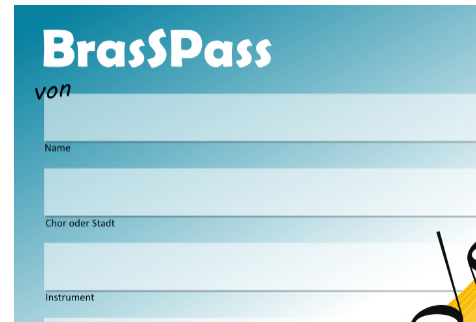 BrasSPass
von
Name
Chor oder Stadt
Instrument